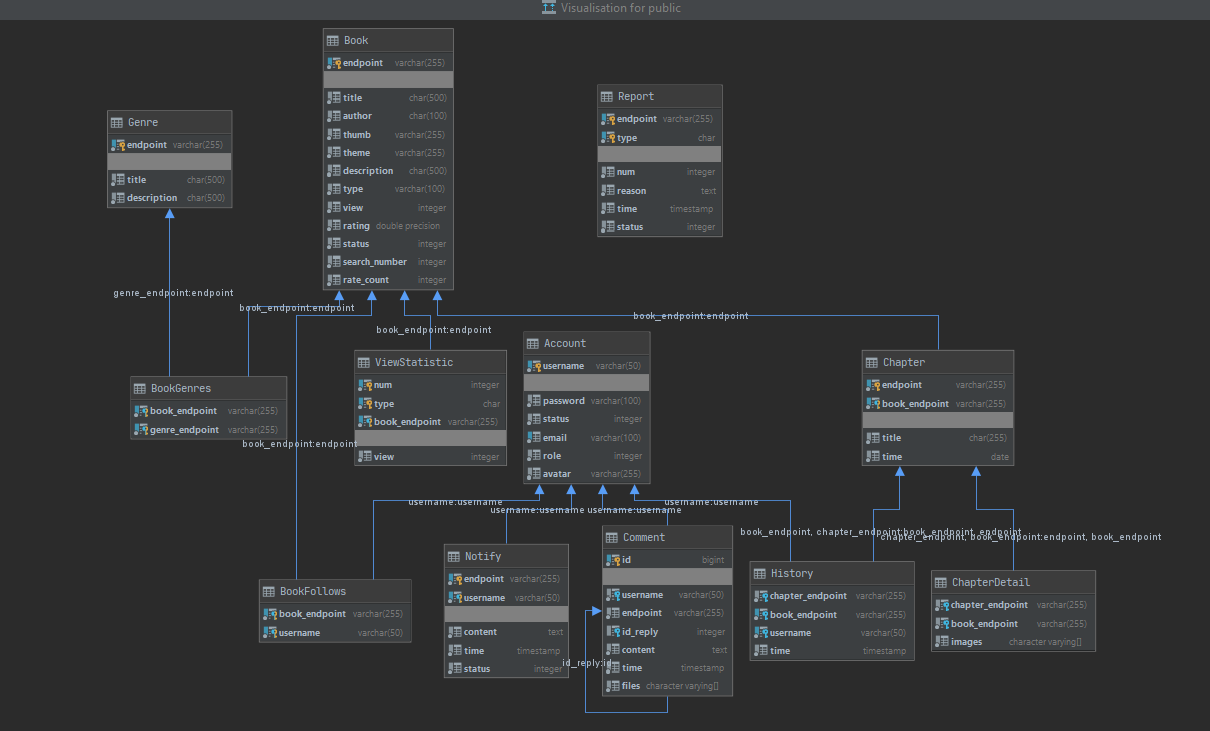 Visualisation for public
Book
endpoint varchar(255)
title char(500)
author char(100)
thumb varchar(255)
theme varchar(255)
description char(500)
type varchar(100)
view integer
rating double precision
status integer
search_number integer
rate_count integer
Report
endpoint varchar(255)
type char
num integer
reason text
time timestamp
status integer
Genre
endpoint varchar(255)
title char(500)
description char(500)
genre_endpoint:endpoint
book_endpoint:endpoint
book_endpoint:endpoint
book_endpoint:endpoint
BookGenres
book_endpoint varchar(255)
genre_endpoint varchar(255)
book_endpoint:endpoint
ViewStatistic
num integer
type char
book_endpoint varchar(255)
view integer
Account
username varchar(50)
password varchar(100)
status integer
email varchar(100)
role integer
avatar varchar(255)
Chapter
endpoint varchar(255)
book_endpoint varchar(255)
title char(255)
time date
username:username
username:username
username:username
username:username
book_endpoint, chapter_endpoint:book_endpoint, endpoint
chapter_endpoint, book_endpoint:endpoint, book_endpoint
BookFollows
book_endpoint varchar(255)
username varchar(50)
Notify
endpoint varchar(255)
username varchar(50)
content text
time timestamp
status integer
id_reply:id
Comment
id bigint
username varchar(50)
endpoint varchar(255)
id_reply integer
content text
time timestamp
files character varying[]
History
chapter_endpoint varchar(255)
book_endpoint varchar(255)
username varchar(50)
time timestamp
ChapterDetail
chapter_endpoint varchar(255)
book_endpoint varchar(255)
images character varying[]